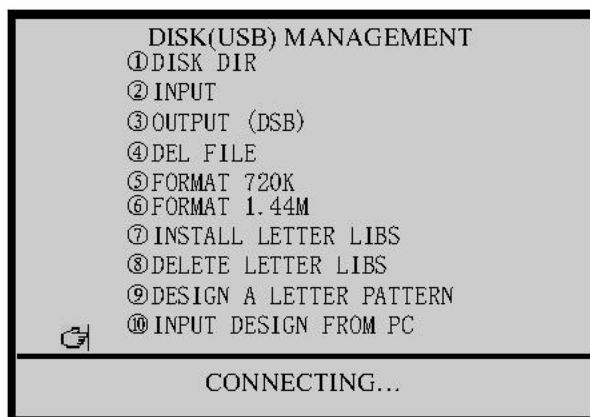 DISK(USB) MANAGEMENT
①DISK DIR
②INPUT
③OUTPUT (DSB)
④DEL FILE
⑤FORMAT 720K
⑥FORMAT 1.44M
⑦INSTALL LETTER LIBS
⑧DELETE LETTER LIBS
⑨DESIGN A LETTER PATTERN
⑩INPUT DESIGN FROM PC
CONNECTING...